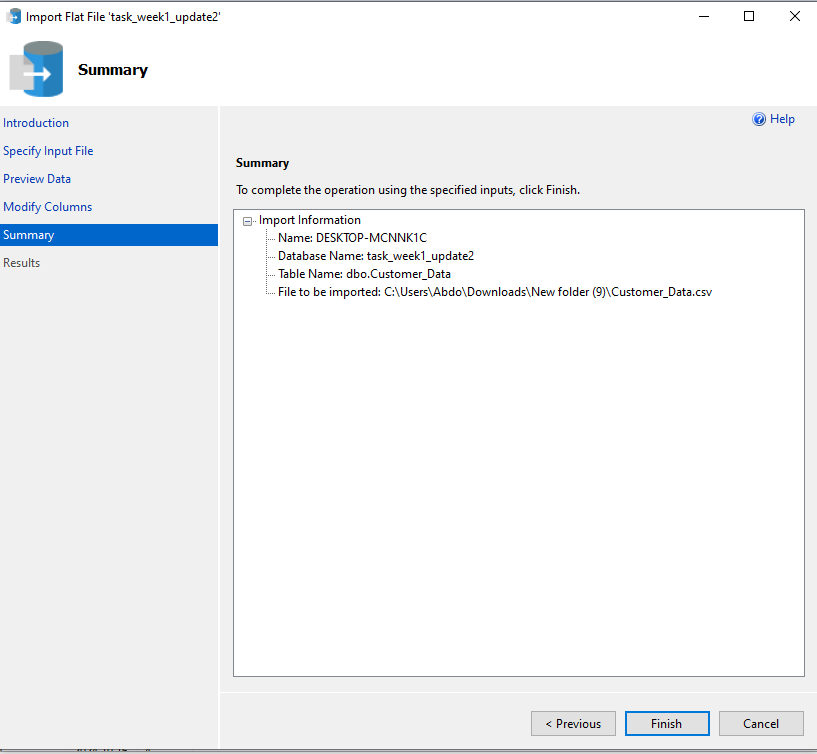 Import Flat File 'task_week1_update2'
Summary
Introduction
Specify Input File
Preview Data
Modify Columns
Summary
Results
Help
Summary
To complete the operation using the specified inputs, click Finish.
Import Information
Name: DESKTOP-MCNNK1C
Database Name: task_week1_update2
Table Name: dbo.Customer_Data
File to be imported: C:\Users\Abdo\Downloads\New folder (9)\Customer_Data.csv
< Previous
Finish
Cancel